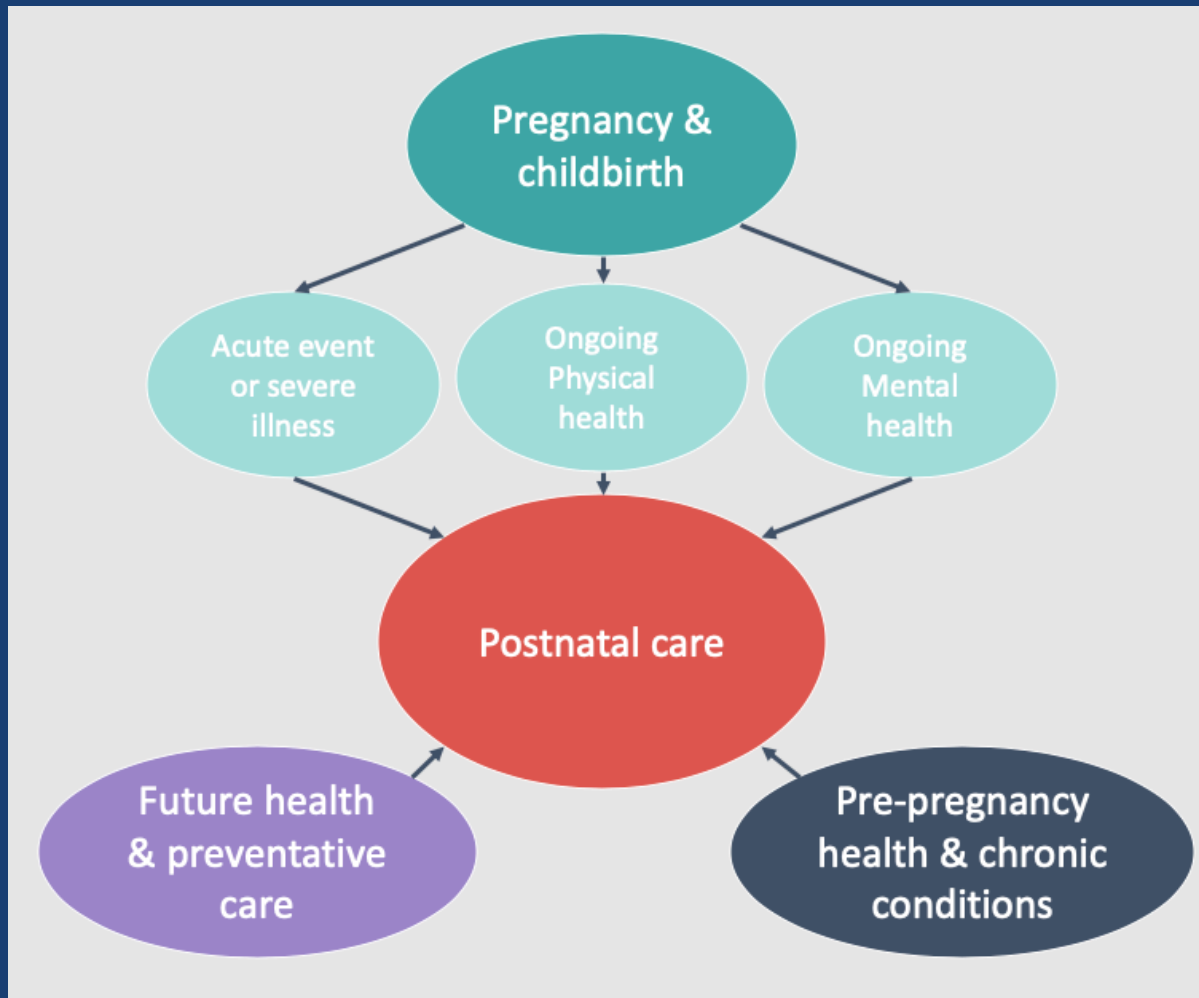 Pregnancy &
childbirth
Acute event
or severe
illness
Ongoing
Physical
health
Ongoing
Mental
health
Postnatal care
Future health
& preventative
care
Pre-pregnancy
health & chronic
conditions